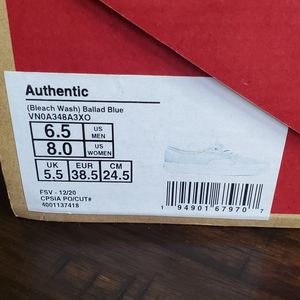 Authentic
(Bleach Wash) Ballad Blue
VN0A348A3XO
6.5 US MEN
8.0 US WOMEN
UK EUR CM
5.5 38.5 24.5
FSV - 12/20
CPSIA PO/CUT#
4001137418
1 94901 67970 7